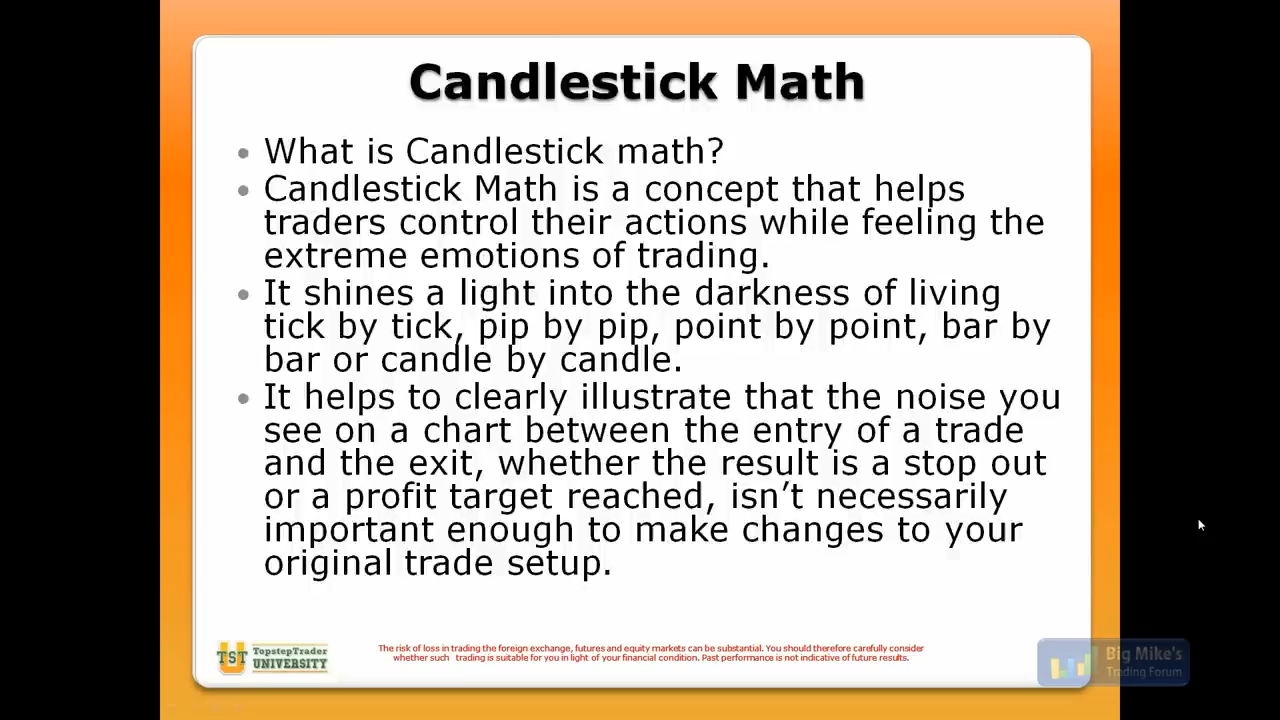 Candlestick Math
• What is Candlestick math?
• Candlestick Math is a concept that helps
traders control their actions while feeling the
extreme emotions of trading.
• It shines a light into the darkness of living
tick by tick, pip by pip, point by point, bar by
bar or candle by candle.
• It helps to clearly illustrate that the noise you
see on a chart between the entry of a trade
and the exit, whether the result is a stop out
or a profit target reached, isn’t necessarily
important enough to make changes to your
original trade setup.
TST
TopstepTrader
UNIVERSITY
The risk of loss in trading the foreign exchange, futures and equity markets can be substantial. You should therefore carefully consider
whether such trading is suitable for you in light of your financial condition. Past performance is not indicative of future results.
Big Mike's
Trading Forum